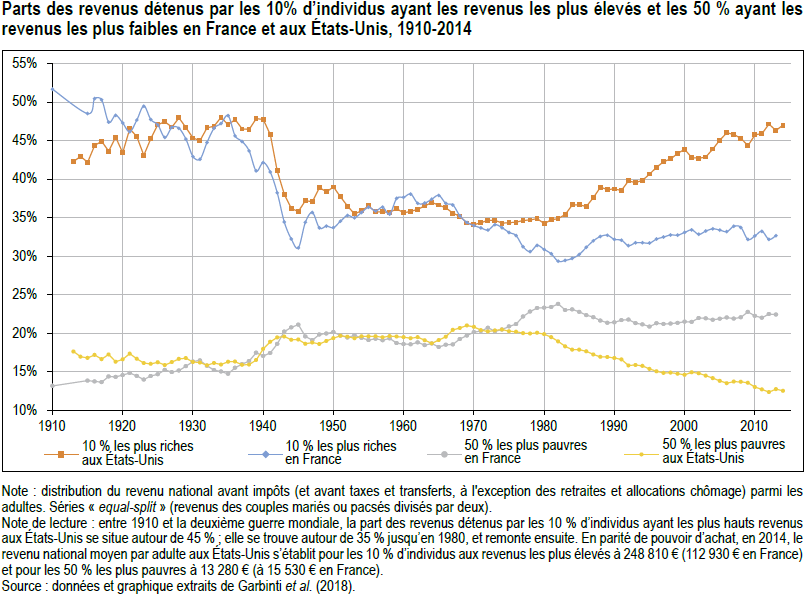 Parts des revenus détenus par les 10% d’individus ayant les revenus les plus élevés et les 50 % ayant les
revenus les plus faibles en France et aux États-Unis, 1910-2014
55%
50%
45%
40%
35%
30%
25%
20%
15%
10%
1910 1920 1930 1940 1950 1960 1970 1980 1990 2000 2010
10 % les plus riches
aux États-Unis
10 % les plus riches
en France
50 % les plus pauvres
en France
50 % les plus pauvres
aux États-Unis
Note : distribution du revenu national avant impôts (et avant taxes et transferts, à l'exception des retraites et allocations chômage) parmi les
adultes. Séries « equal-split » (revenus des couples mariés ou pacsés divisés par deux).
Note de lecture : entre 1910 et la deuxième guerre mondiale, la part des revenus détenus par les 10 % d’individus ayant les plus hauts revenus
aux États-Unis se situe autour de 45 % ; elle se trouve autour de 35 % jusqu’en 1980, et remonte ensuite. En parité de pouvoir d’achat, en 2014, le
revenu national moyen par adulte aux États-Unis s’établit pour les 10 % d’individus aux revenus les plus élevés à 248 810 € (112 930 € en France)
et pour les 50 % les plus pauvres à 13 280 € (à 15 530 € en France).
Source : données et graphique extraits de Garbinti et al. (2018).